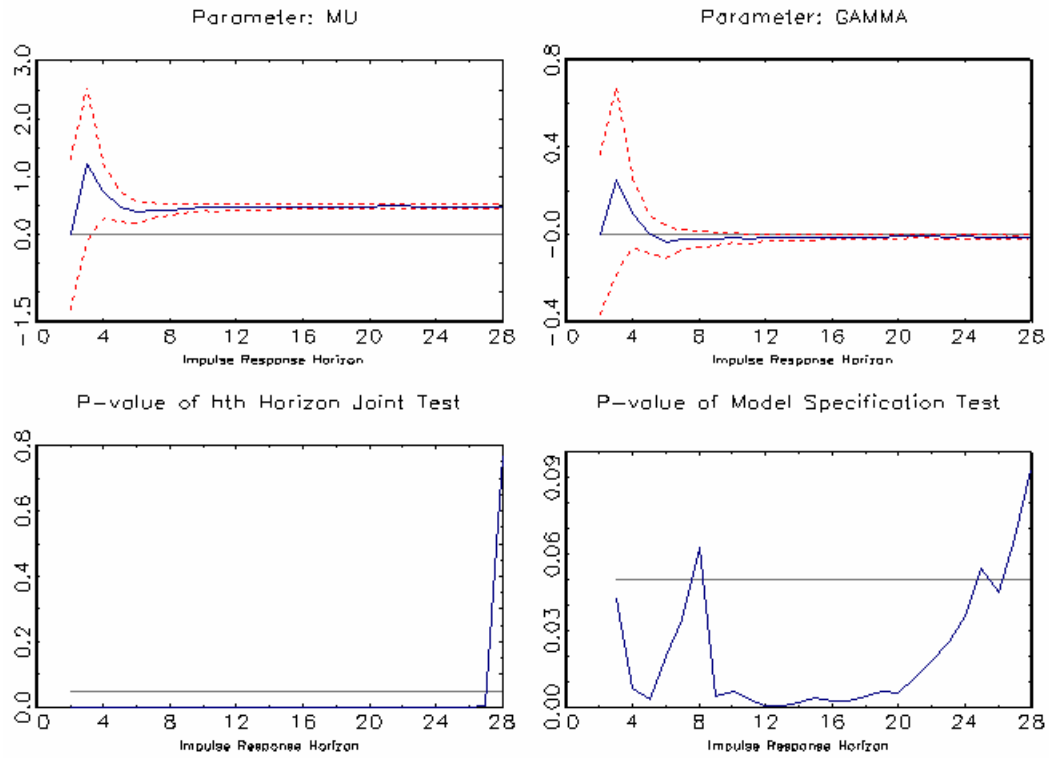 Parameter: MU
3.0
2.0
1.0
0.0
-1.5
0 4 8 12 16 20 24 28
Impulse Response Horizon
Parameter: GAMMA
0.8
0.4
-0.0
-0.4
0 4 8 12 16 20 24 28
Impulse Response Horizon
P-value of hth Horizon Joint Test
0.8
0.6
0.4
0.2
0.0
0 4 8 12 16 20 24 28
Impulse Response Horizon
P-value of Model Specification Test
0.09
0.06
0.03
0.00
0 4 8 12 16 20 24 28
Impulse Response Horizon